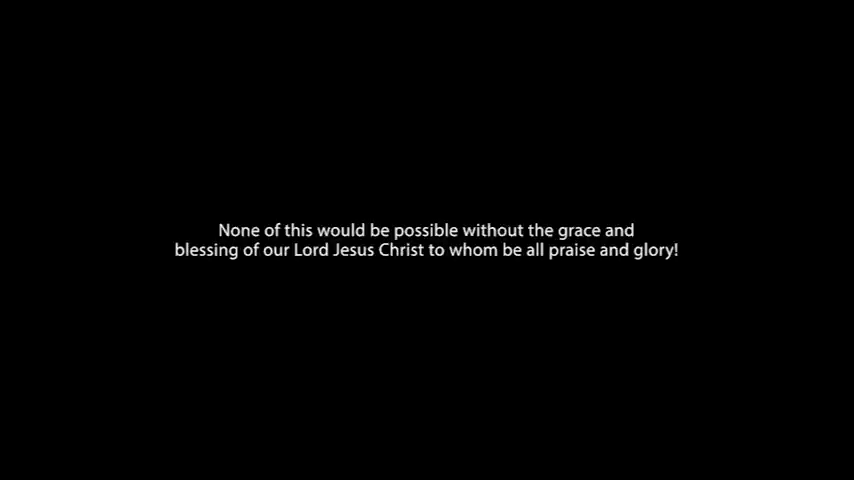 None of this would be possible without the grace and
blessing of our Lord Jesus Christ to whom be all praise and glory!